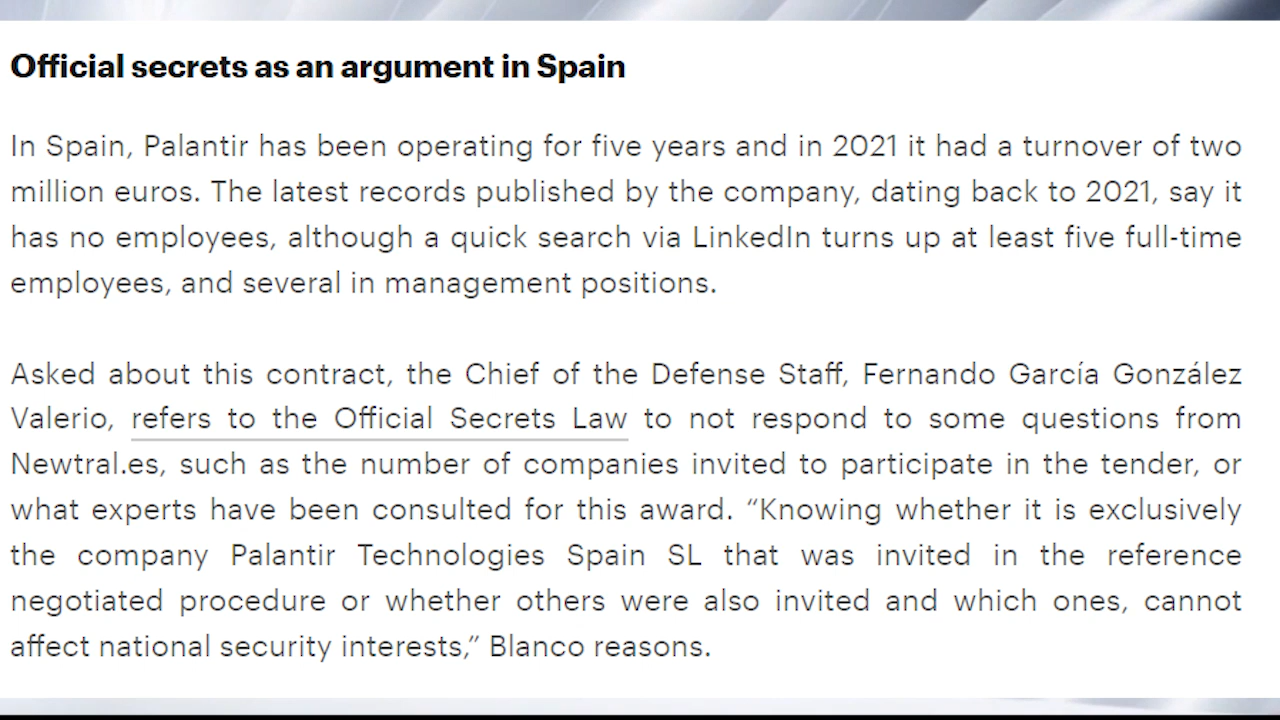 Official secrets as an argument in Spain
In Spain, Palantir has been operating for five years and in 2021 it had a turnover of two
million euros. The latest records published by the company, dating back to 2021, say it
has no employees, although a quick search via LinkedIn turns up at least five full-time
employees, and several in management positions.
Asked about this contract, the Chief of the Defense Staff, Fernando García González
Valerio, refers to the Official Secrets Law to not respond to some questions from
Newtral.es, such as the number of companies invited to participate in the tender, or
what experts have been consulted for this award. “Knowing whether it is exclusively
the company Palantir Technologies Spain SL that was invited in the reference
negotiated procedure or whether others were also invited and which ones, cannot
affect national security interests,” Blanco reasons.